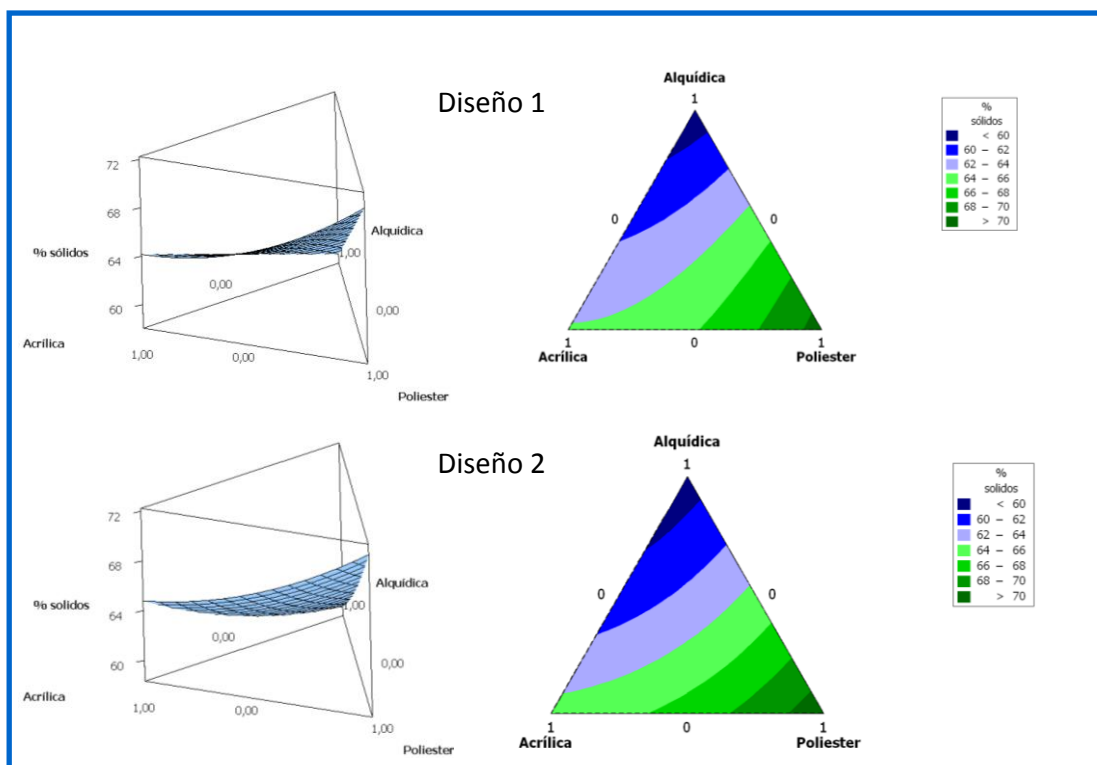 Diseño 1
72
68
% sólidos
64
60
Alquídica
1,00
0,00
0,00
Acrílica
1,00
0,00
1,00
Poliester
Alquídica
1
0
0
1
0
1
Acrílica
Poliester
%
sólidos
< 60
60 – 62
62 – 64
64 – 66
66 – 68
68 – 70
> 70
Diseño 2
72
68
% solidos
64
60
Alquídica
1,00
0,00
0,00
Acrílica
1,00
0,00
1,00
Poliester
Alquídica
1
0
0
1
0
1
Acrílica
Poliester
%
solidos
< 60
60 – 62
62 – 64
64 – 66
66 – 68
68 – 70
> 70